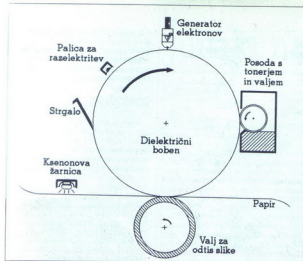 Generator
elektronov
Palica za
razelektritev
Posoda s
tonerjem
in valjem
Strgalo
Dielektrični
boben
Ksenonova
žarnica
Papir
Valj za
odtis slike